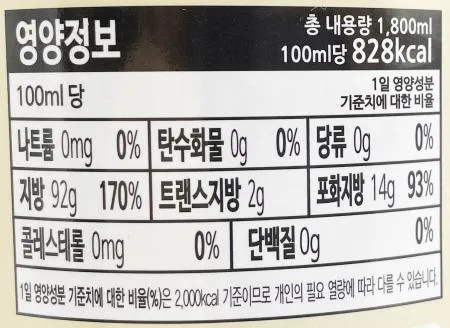 영양정보
총 내용량 1,800ml
100ml당 828kcal
100ml 당
1일 영양성분
기준치에 대한 비율
나트륨 0mg 0% 탄수화물 0g 0% 당류 0g 0%
지방 92g 170% 트랜스지방 2g 포화지방 14g 93%
콜레스테롤 0mg 0% 단백질 0g 0%
1일 영양성분 기준치에 대한 비율(%)은 2,000kcal 기준이므로 개인의 필요 열량에 따라 다를 수 있습니다.